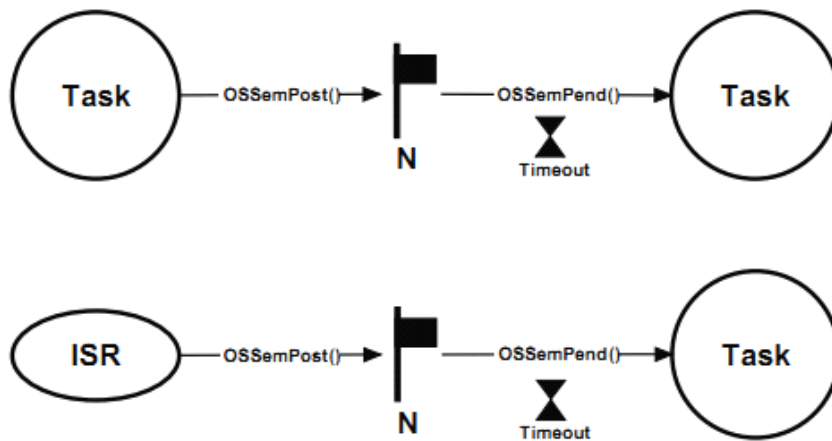 Task
OSSemPost()
OSSemPend()
Task
N
Timeout
ISR
OSSemPost()
OSSemPend()
Task
N
Timeout